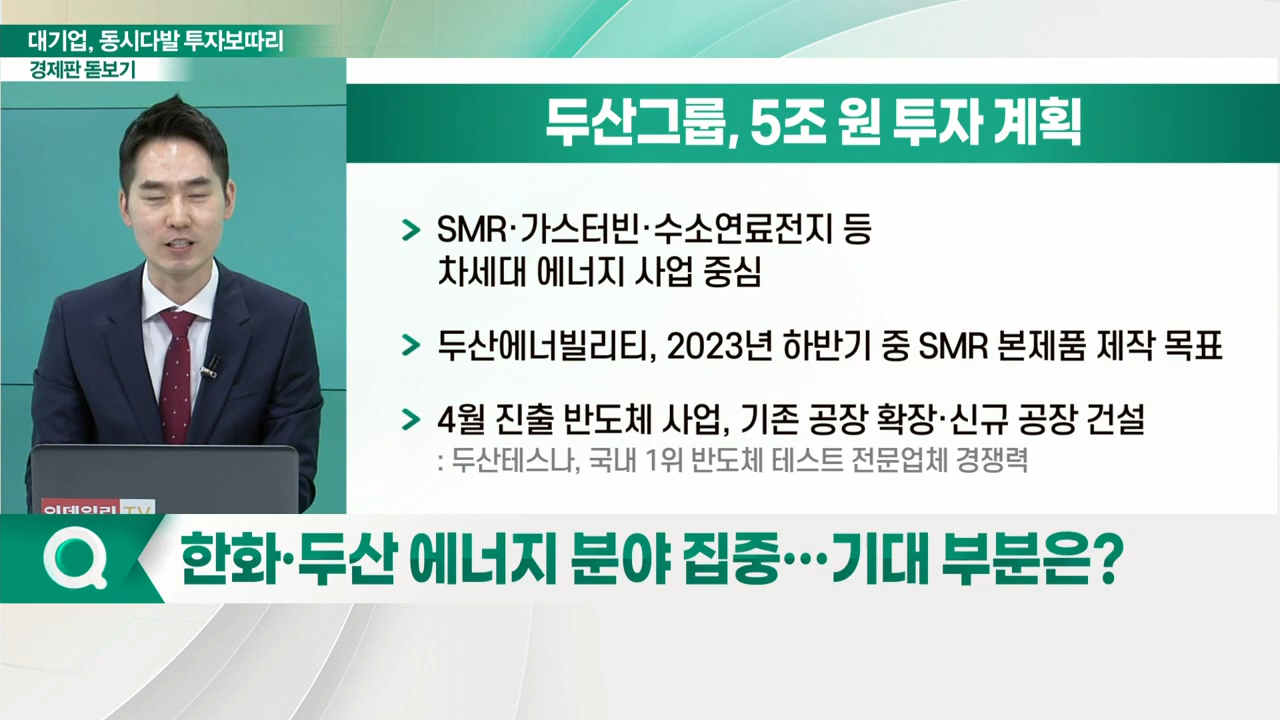 대기업, 동시다발 투자보따리
경제판 돋보기
두산그룹, 5조 원 투자 계획
SMR·가스터빈·수소연료전지 등
차세대 에너지 사업 중심
두산에너빌리티, 2023년 하반기 중 SMR 본제품 제작 목표
4월 진출 반도체 사업, 기존 공장 확장·신규 공장 건설
: 두산테스나, 국내 1위 반도체 테스트 전문업체 경쟁력
이데일리 TV
한화·두산 에너지 분야 집중…기대 부분은?